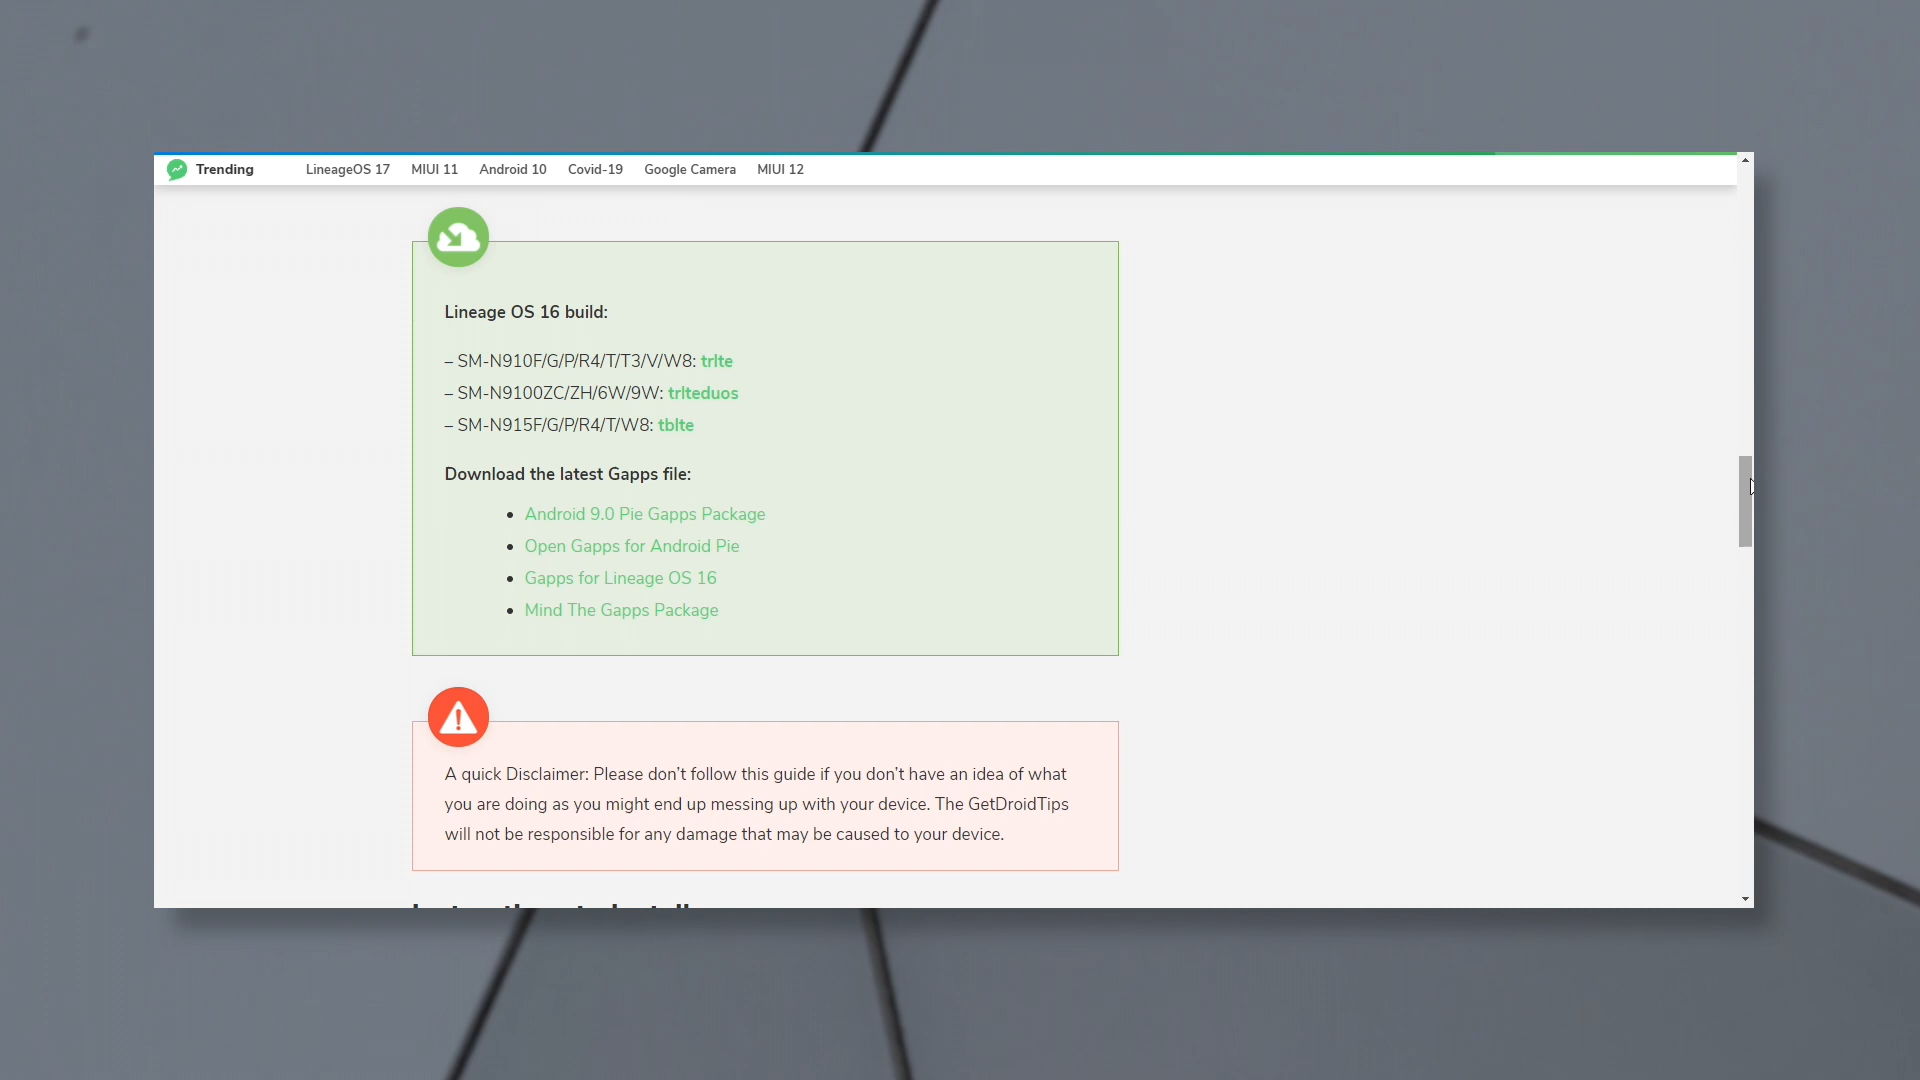 Trending LineageOS 17 MIUI 11 Android 10 Covid-19 Google Camera MIUI 12
Lineage OS 16 build:
– SM-N910F/G/P/R4/T/T3/V/W8: trlte
– SM-N9100ZC/ZH/6W/9W: trlteduos
– SM-N915F/G/P/R4/T/W8: tblte
Download the latest Gapps file:
• Android 9.0 Pie Gapps Package
• Open Gapps for Android Pie
• Gapps for Lineage OS 16
• Mind The Gapps Package
A quick Disclaimer: Please don’t follow this guide if you don’t have an idea of what
you are doing as you might end up messing up with your device. The GetDroidTips
will not be responsible for any damage that may be caused to your device.